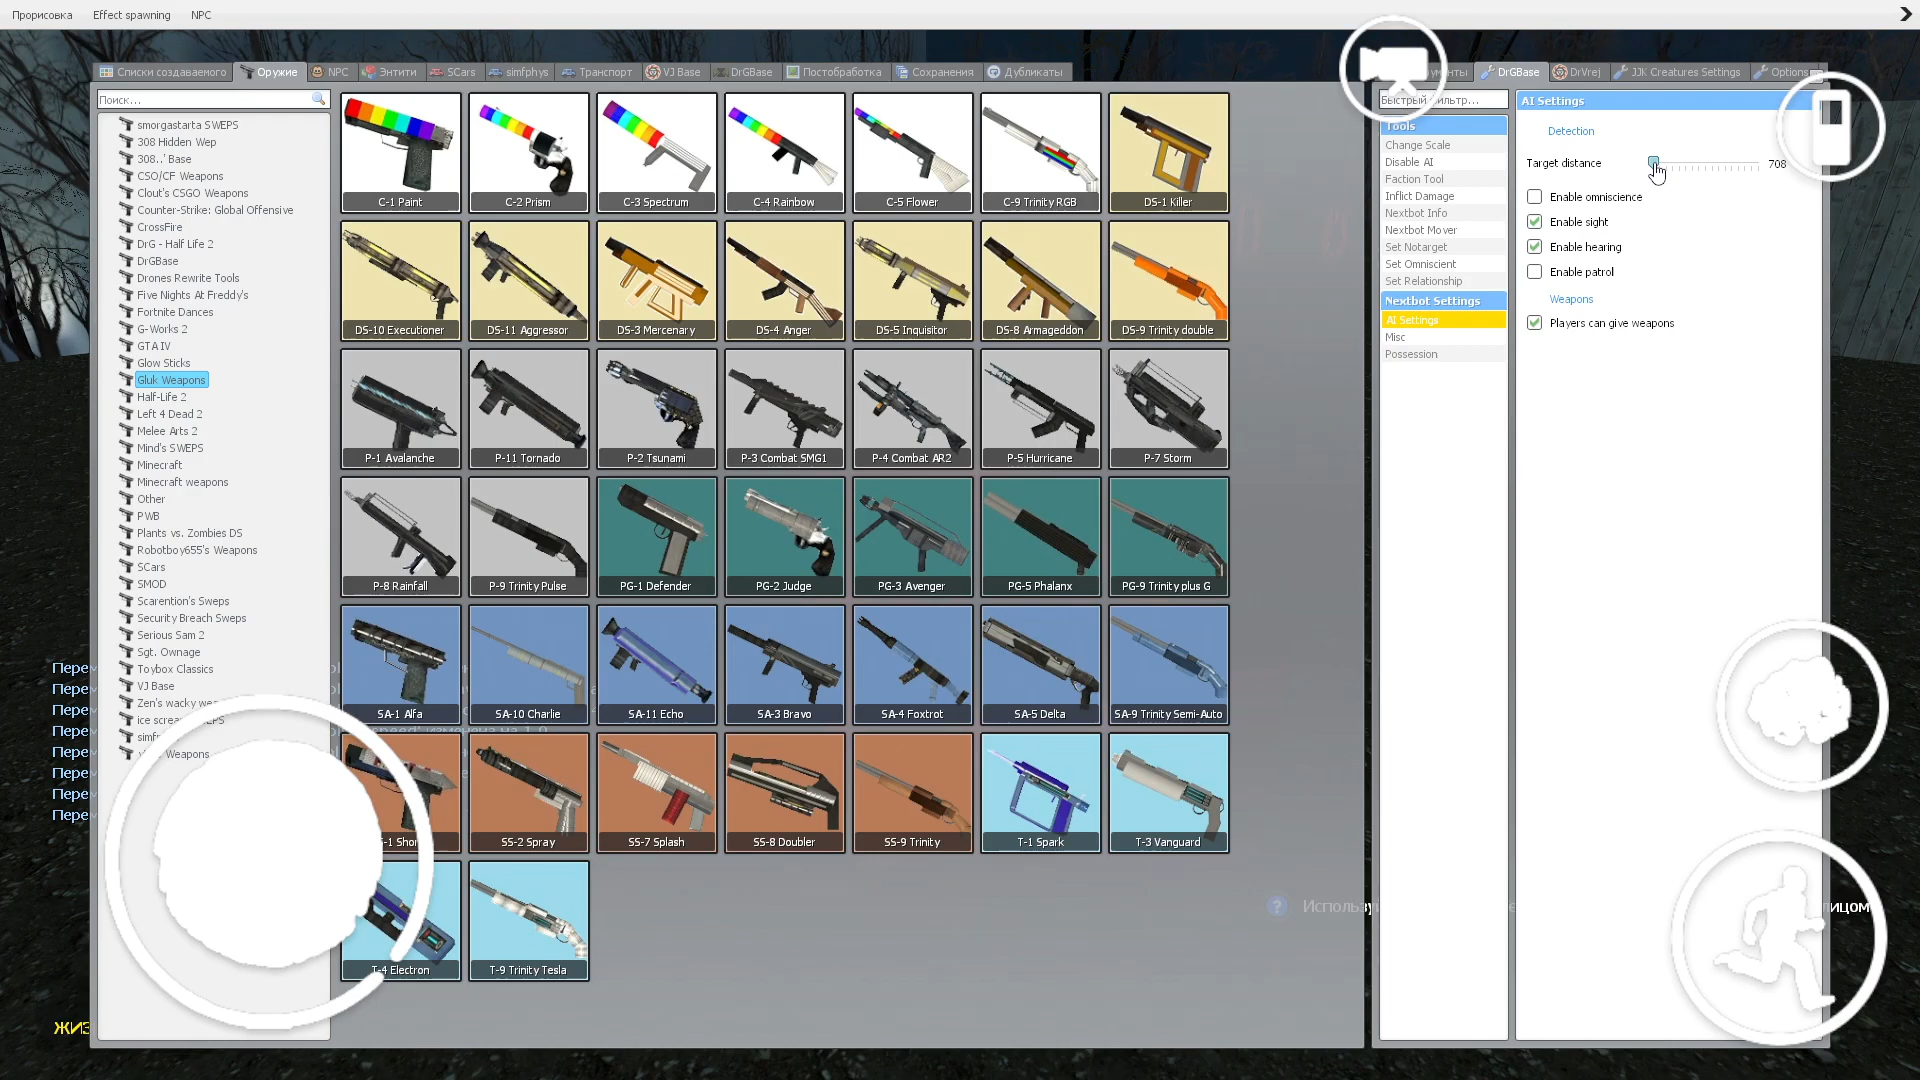 Прорисовка Effect spawning NPC
Списки создаваемого Оружие NPC Энтити SCars simfphys Транспорт VJ Base DrGBase Постобработка Сохранения Дубликаты
DrGBase DrVrej JJK Creatures Settings Options
Поиск...
smorgastarta SWEPS
308 Hidden Wep
308..' Base
CSO/CF Weapons
Clout's CSGO Weapons
Counter-Strike: Global Offensive
CrossFire
DrG - Half Life 2
DrGBase
Drones Rewrite Tools
Five Nights At Freddy's
Fortnite Dances
G-Works 2
GTA IV
Glow Sticks
Gluk Weapons
Half-Life 2
Left 4 Dead 2
Melee Arts 2
Mind's SWEPS
Minecraft
Minecraft weapons
Other
PWB
Plants vs. Zombies DS
Robotboy655's Weapons
SCars
SMOD
Scarention's Sweps
Security Breach Sweps
Serious Sam 2
Sgt. Ownage
Toybox Classics
VJ Base
Zen's wacky
Weapons
C-1 Paint C-2 Prism C-3 Spectrum C-4 Rainbow C-5 Flower C-9 Trinity RGB DS-1 Killer
DS-10 Executioner DS-11 Aggressor DS-3 Mercenary DS-4 Anger DS-5 Inquisitor DS-8 Armageddon DS-9 Trinity double
P-1 Avalanche P-11 Tornado P-2 Tsunami P-3 Combat SMG1 P-4 Combat AR2 P-5 Hurricane P-7 Storm
P-8 Rainfall P-9 Trinity Pulse PG-1 Defender PG-2 Judge PG-3 Avenger PG-5 Phalanx PG-9 Trinity plus G
SA-1 Alfa SA-10 Charlie SA-11 Echo SA-3 Bravo SA-4 Foxtrot SA-5 Delta SA-9 Trinity Semi-Auto
SS-2 Spray SS-7 Splash SS-8 Doubler SS-9 Trinity T-1 Spark T-3 Vanguard
T-4 Electron T-9 Trinity Tesla
Быстрый фильтр...
Tools
Change Scale
Disable AI
Faction Tool
Inflict Damage
Nextbot Info
Nextbot Mover
Set Notarget
Set Omniscient
Set Relationship
Nextbot Settings
AI Settings
Misc
Possession
AI Settings
Detection
Target distance 708
Enable omniscience
Enable sight
Enable hearing
Enable patrol
Weapons
Players can give weapons